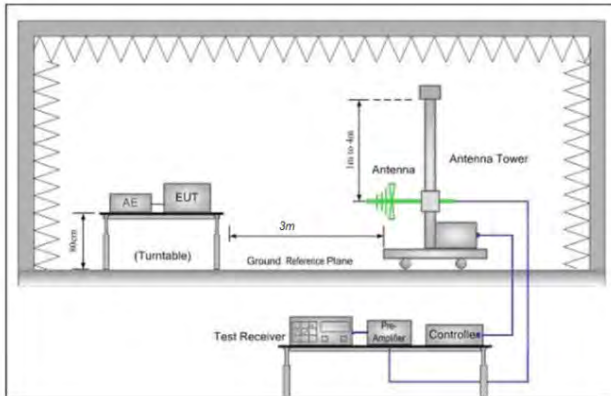 1m to 4m
Antenna
Antenna Tower
AE
EUT
80cm
3m
(Turntable)
Ground Reference Plane
Test Receiver
Pre-
Amplifier
Controller